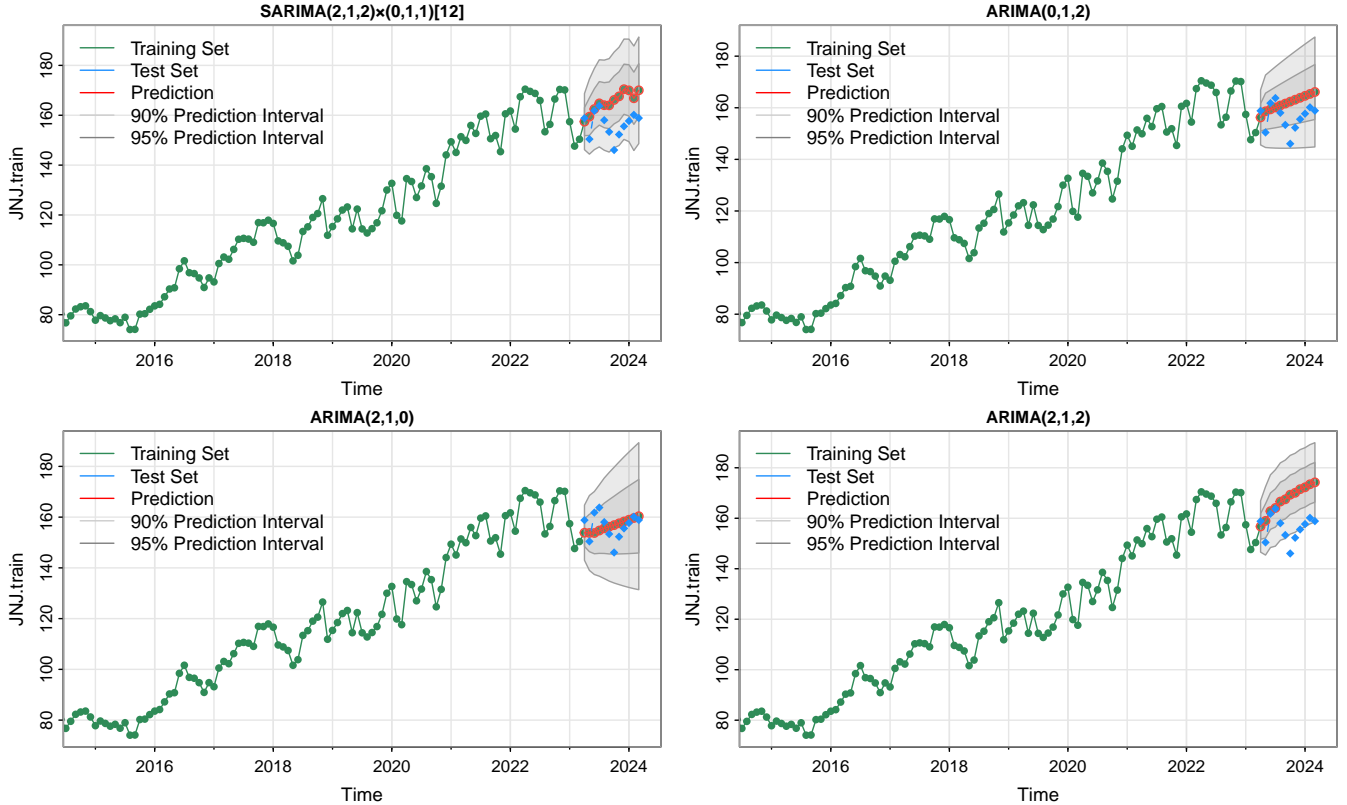 SARIMA(2,1,2)×(0,1,1)[12]
Training Set
Test Set
Prediction
90% Prediction Interval
95% Prediction Interval
JNJ.train
180
160
140
120
100
80
2016 2018 2020 2022 2024
Time
ARIMA(0,1,2)
Training Set
Test Set
Prediction
90% Prediction Interval
95% Prediction Interval
JNJ.train
180
160
140
120
100
80
2016 2018 2020 2022 2024
Time
ARIMA(2,1,0)
Training Set
Test Set
Prediction
90% Prediction Interval
95% Prediction Interval
JNJ.train
180
160
140
120
100
80
2016 2018 2020 2022 2024
Time
ARIMA(2,1,2)
Training Set
Test Set
Prediction
90% Prediction Interval
95% Prediction Interval
JNJ.train
180
160
140
120
100
80
2016 2018 2020 2022 2024
Time